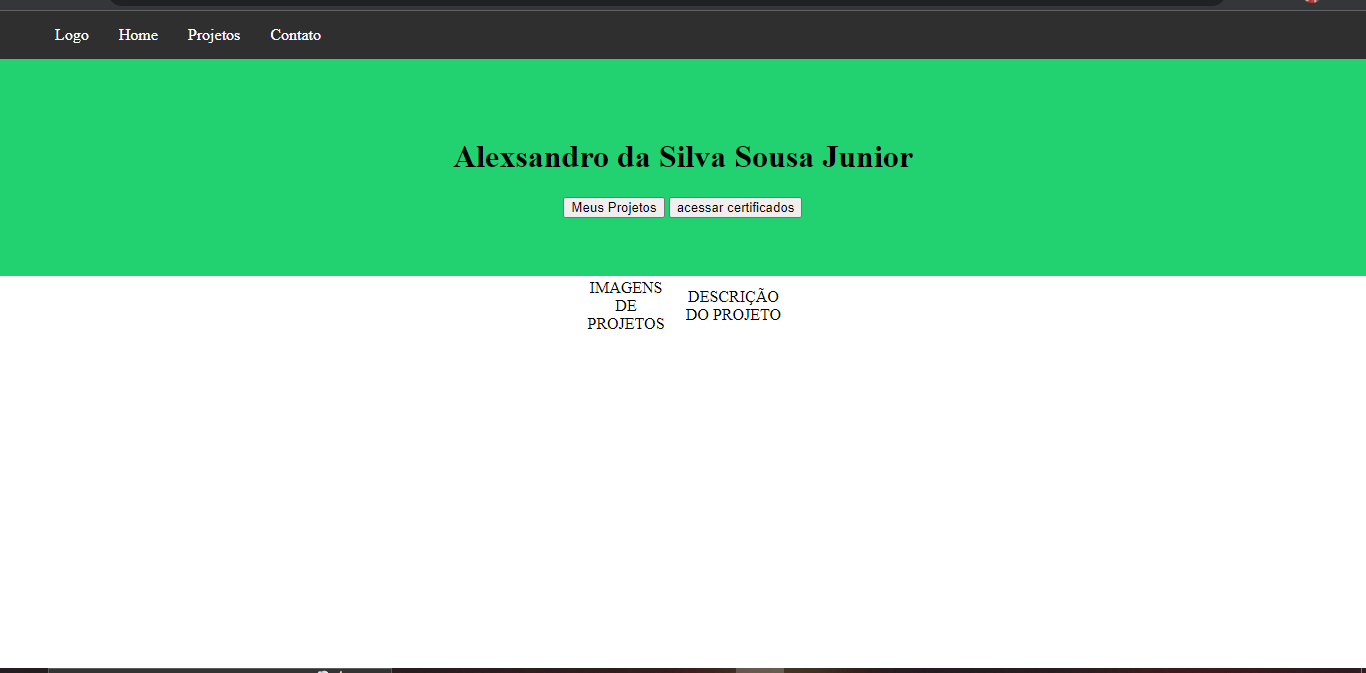 Logo Home Projetos Contato
Alexsandro da Silva Sousa Junior
Meus Projetos acessar certificados
IMAGENS
DE
PROJETOS
DESCRIÇÃO
DO PROJETO